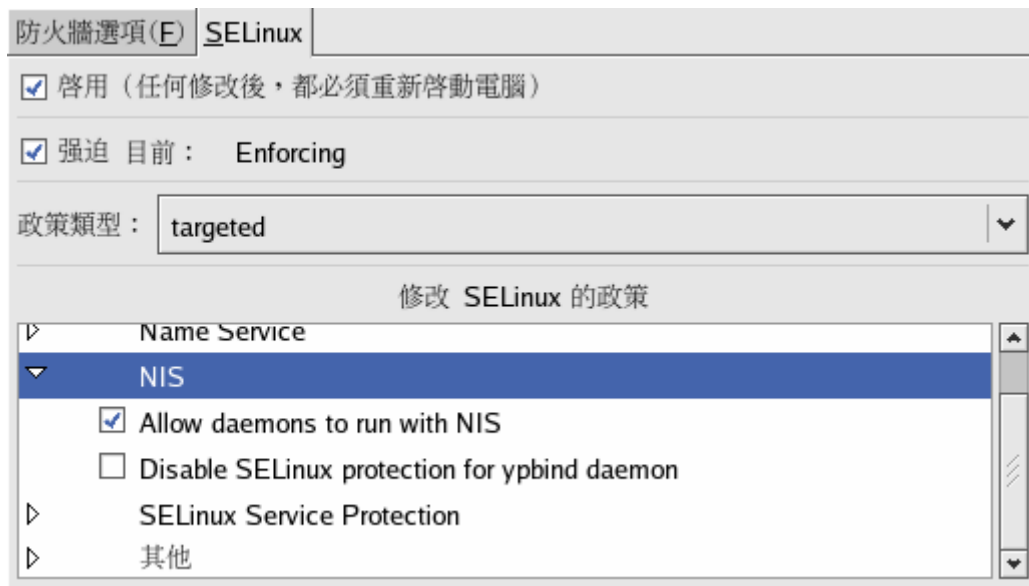 防火牆選項(F) SELinux
啓用（任何修改後，都必須重新啓動電腦）
强迫 目前： Enforcing
政策類型： targeted
修改 SELinux 的政策
Name Service
NIS
Allow daemons to run with NIS
Disable SELinux protection for ypbind daemon
SELinux Service Protection
其他